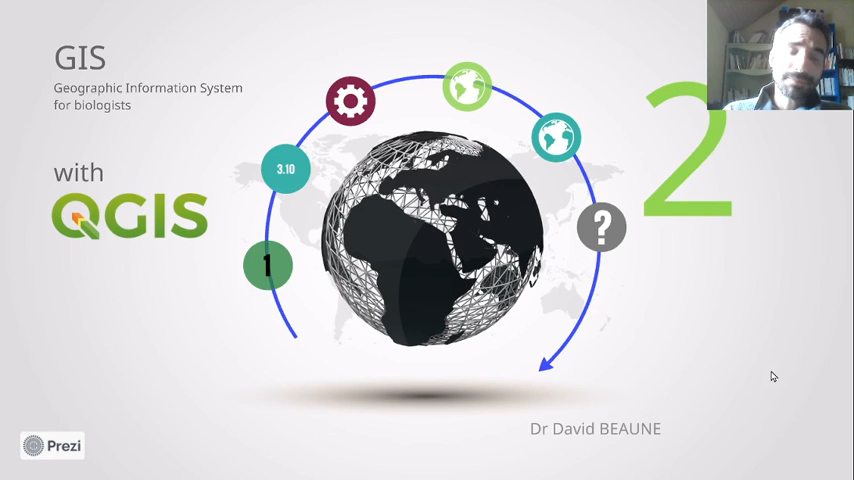 GIS
Geographic Information System
for biologists
with
QGIS
3.10
1
?
2
Dr David BEAUNE
Prezi